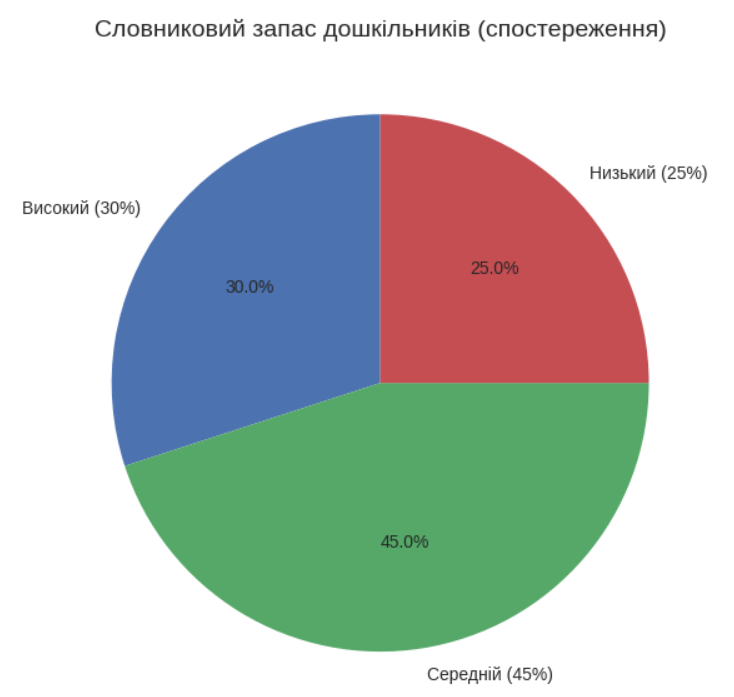 Словниковий запас дошкільників (спостереження)
Низький (25%)
Високий (30%)
25.0%
30.0%
45.0%
Середній (45%)